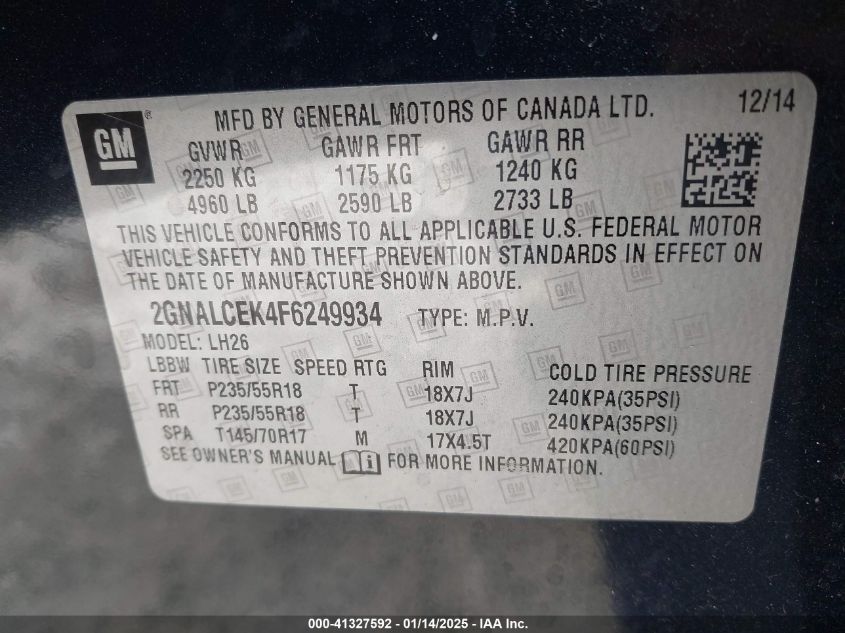 GM ®
MFD BY GENERAL MOTORS OF CANADA LTD. 12/14
GVWR GAWR FRT GAWR RR
2250 KG 1175 KG 1240 KG
4960 LB 2590 LB 2733 LB
THIS VEHICLE CONFORMS TO ALL APPLICABLE U.S. FEDERAL MOTOR
VEHICLE SAFETY AND THEFT PREVENTION STANDARDS IN EFFECT ON
THE DATE OF MANUFACTURE SHOWN ABOVE.
2GNALCEK4F6249934 TYPE: M.P.V.
MODEL: LH26
LBBW TIRE SIZE SPEED RTG RIM COLD TIRE PRESSURE
FRT P235/55R18 T 18X7J 240KPA(35PSI)
RR P235/55R18 T 18X7J 240KPA(35PSI)
SPA T145/70R17 M 17X4.5T 420KPA(60PSI)
SEE OWNER'S MANUAL FOR MORE INFORMATION.
000-41327592 - 01/14/2025 - IAA Inc.